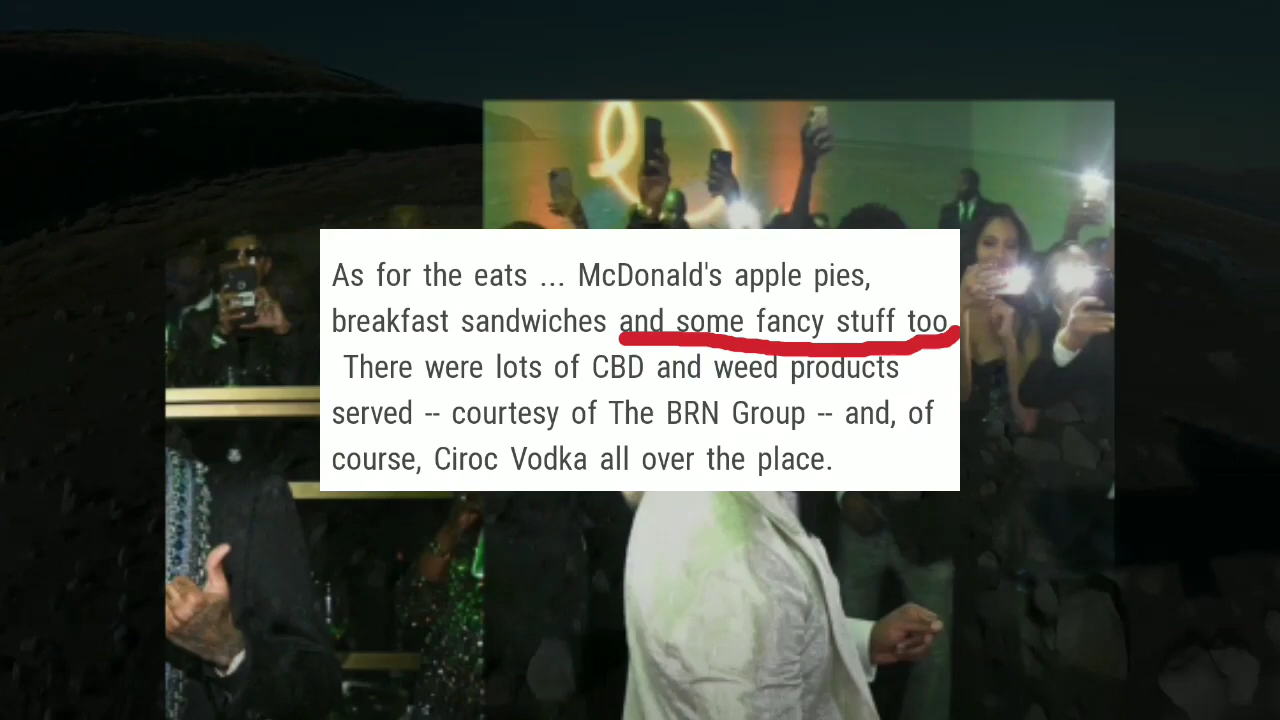 As for the eats ... McDonald's apple pies,
breakfast sandwiches and some fancy stuff too
There were lots of CBD and weed products
served -- courtesy of The BRN Group -- and, of
course, Ciroc Vodka all over the place.